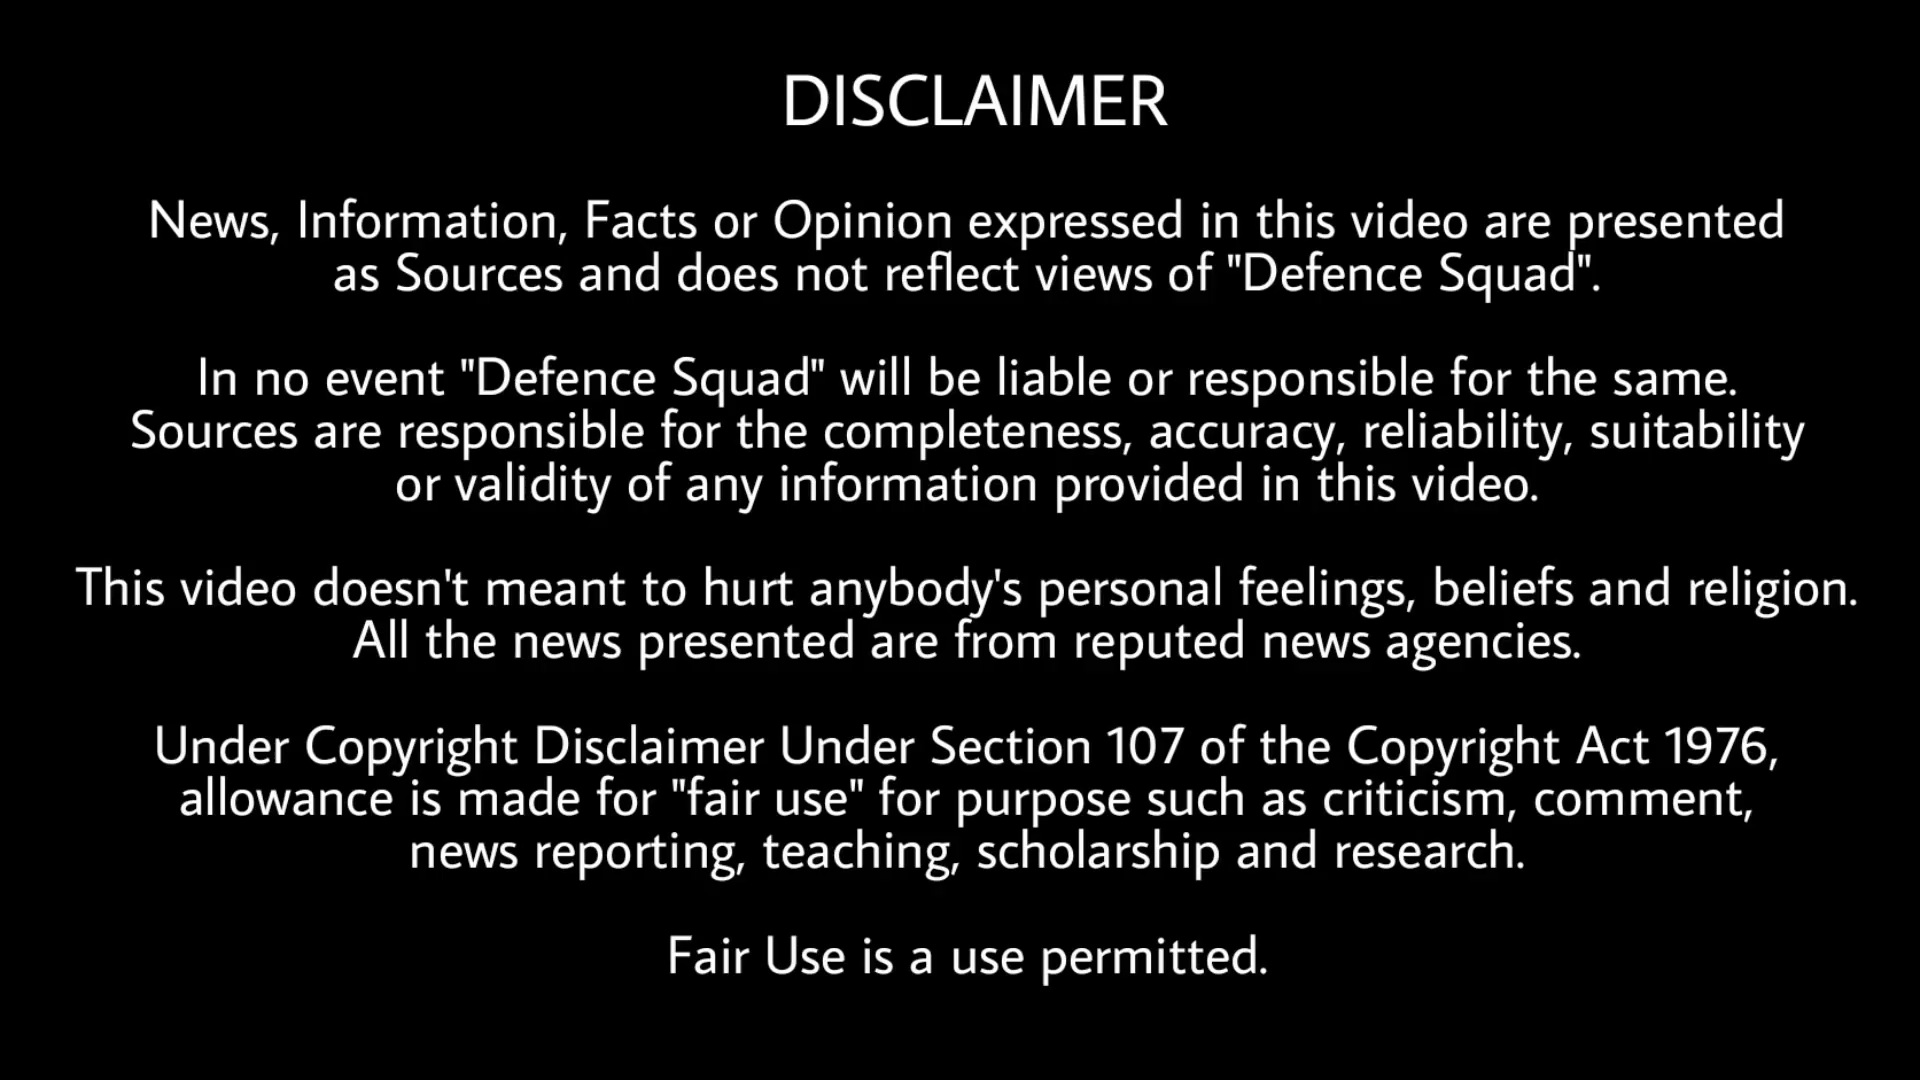 DISCLAIMER
News, Information, Facts or Opinion expressed in this video are presented
as Sources and does not reflect views of "Defence Squad".
In no event "Defence Squad" will be liable or responsible for the same.
Sources are responsible for the completeness, accuracy, reliability, suitability
or validity of any information provided in this video.
This video doesn't meant to hurt anybody's personal feelings, beliefs and religion.
All the news presented are from reputed news agencies.
Under Copyright Disclaimer Under Section 107 of the Copyright Act 1976,
allowance is made for "fair use" for purpose such as criticism, comment,
news reporting, teaching, scholarship and research.
Fair Use is a use permitted.